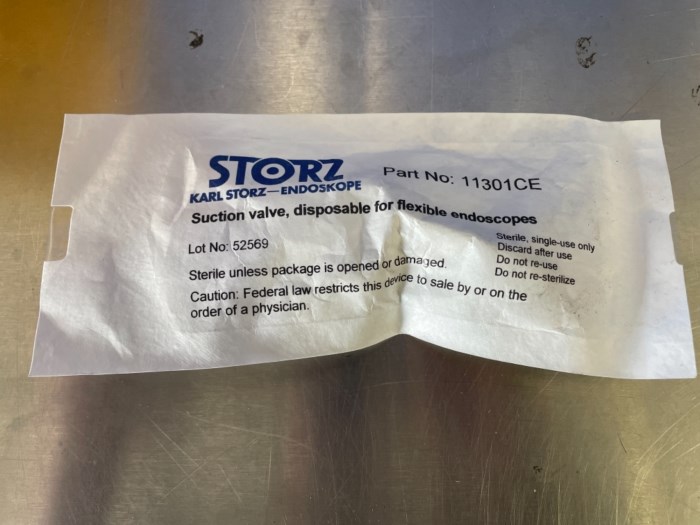 STORZ
KARL STORZ—ENDOSKOPE
Part No: 11301CE
Suction valve, disposable for flexible endoscopes
Lot No: 52569
Sterile, single-use only
Discard after use
Do not re-use
Do not re-sterilize
Sterile unless package is opened or damaged.
Caution: Federal law restricts this device to sale by or on the
order of a physician.